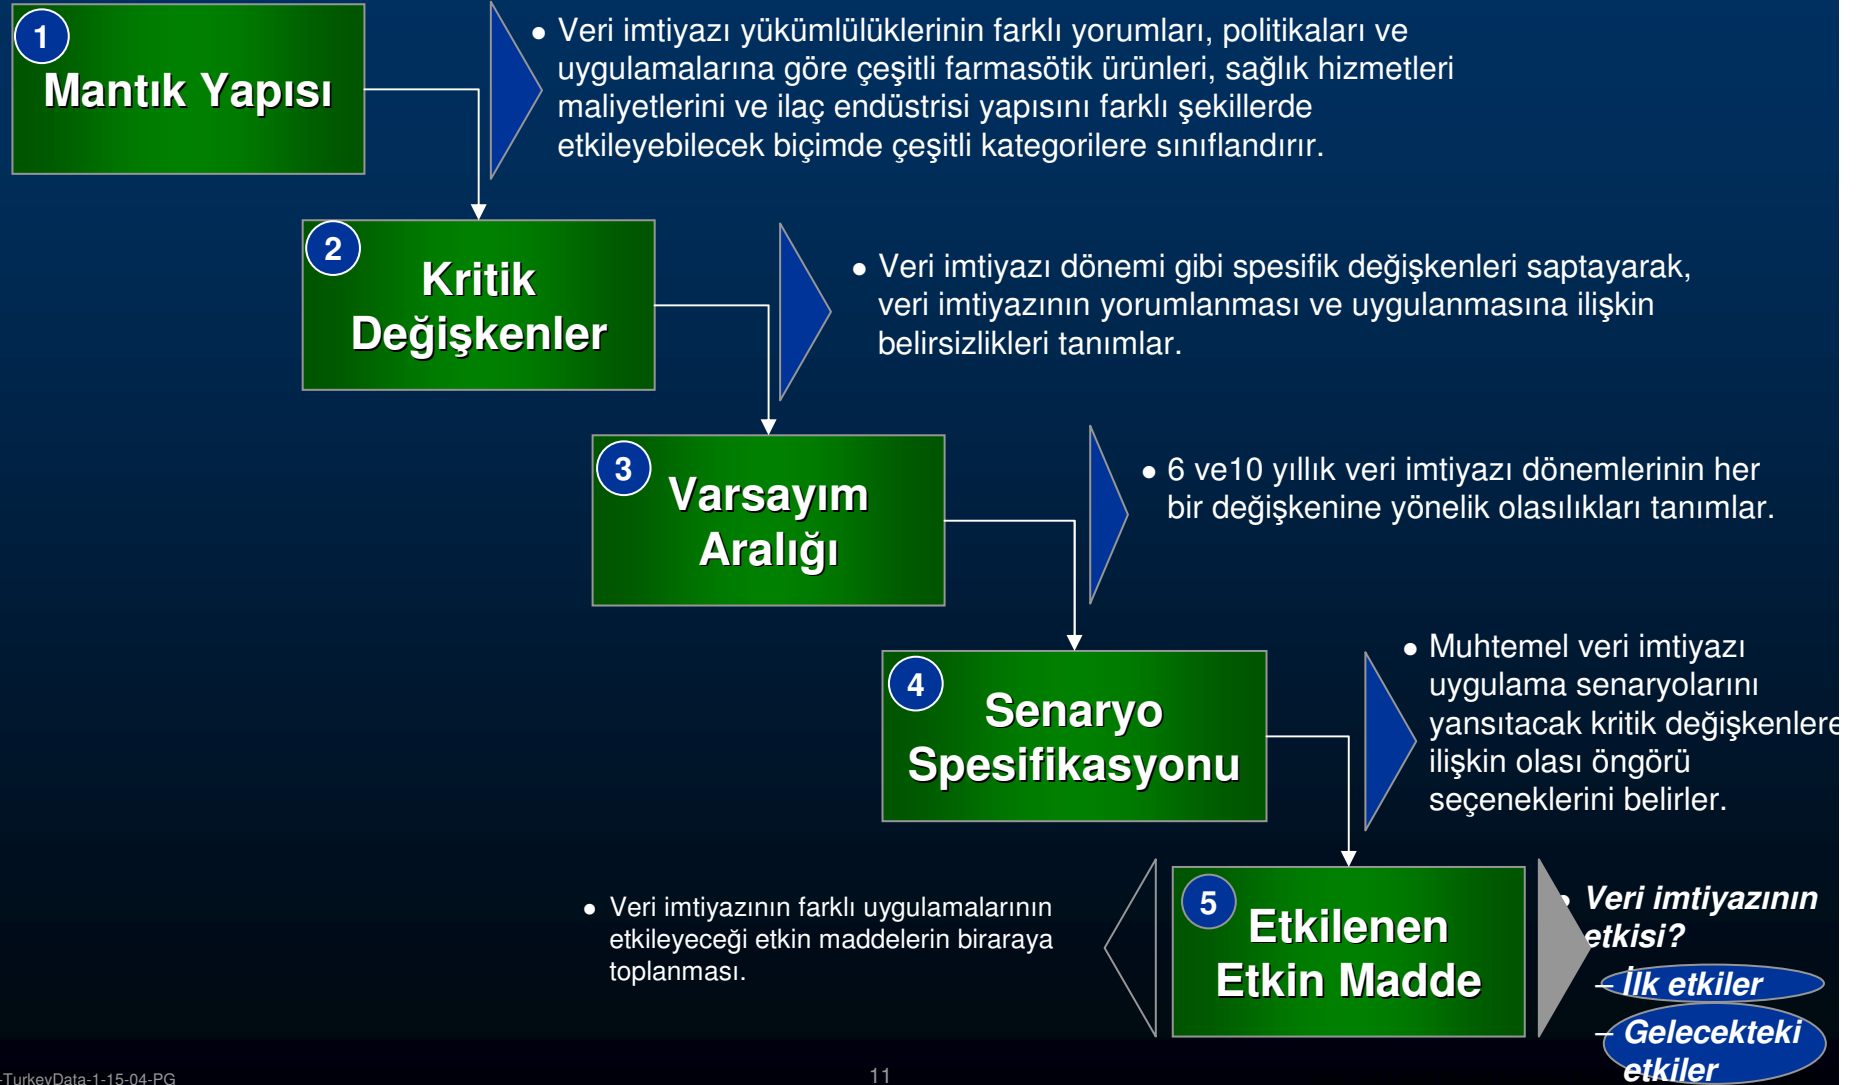 1
Mantık Yapısı
● Veri imtiyazı yükümlülüklerinin farklı yorumları, politikaları ve
uygulamalarına göre çeşitli farmasötik ürünleri, sağlık hizmetleri
maliyetlerini ve ilaç endüstrisi yapısını farklı şekillerde
etkileyebilecek biçimde çeşitli kategorilere sınıflandırır.
2
Kritik
Değişkenler
● Veri imtiyazı dönemi gibi spesifik değişkenleri saptayarak,
veri imtiyazının yorumlanması ve uygulanmasına ilişkin
belirsizlikleri tanımlar.
3
Varsayım
Aralığı
● 6 ve10 yıllık veri imtiyazı dönemlerinin her
bir değişkenine yönelik olasılıkları tanımlar.
4
Senaryo
Spesifikasyonu
● Muhtemel veri imtiyazı
uygulama senaryolarını
yansıtacak kritik değişkenlere
ilişkin olası öngörü
seçeneklerini belirler.
● Veri imtiyazının farklı uygulamalarının
etkileyeceği etkin maddelerin biraraya
toplanması.
5
Etkilenen
Etkin Madde
● Veri imtiyazının
etkisi?
– İlk etkiler
– Gelecekteki
etkiler
-TurkeyData-1-15-04-PG
11